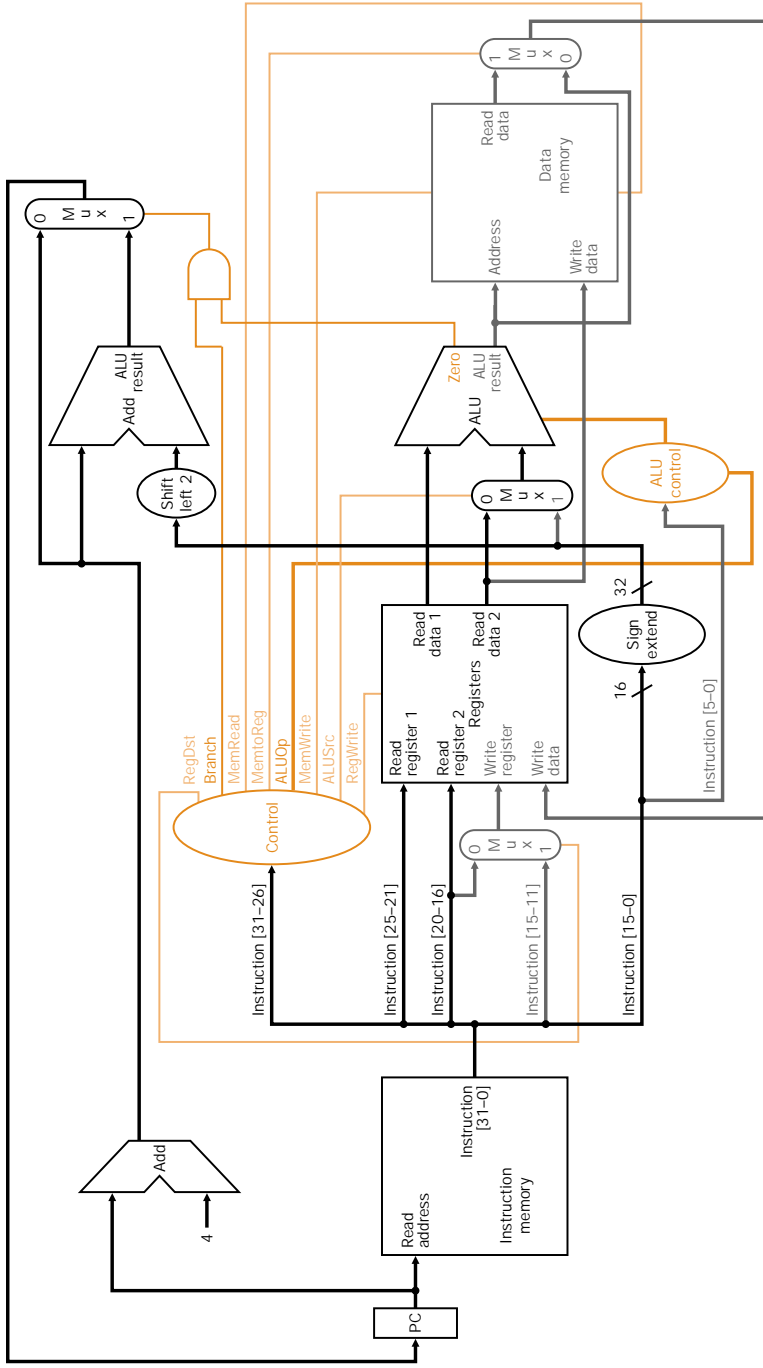 PC
4
Add
Read
address
Instruction
[31–0]
Instruction
memory
Instruction [31–26]
Instruction [25–21]
Instruction [20–16]
Instruction [15–11]
Instruction [15–0]
Instruction [5–0]
Control
RegDst
Branch
MemRead
MemtoReg
ALUOp
MemWrite
ALUSrc
RegWrite
0
M
u
x
1
Read
register 1
Read
register 2
Write
register
Write
data
Registers
Read
data 1
Read
data 2
16
Sign
extend
32
Shift
left 2
Add
ALU
result
0
M
u
x
1
0
M
u
x
1
ALU
Zero
ALU
result
ALU
control
Address
Write
data
Data
memory
Read
data
1
M
u
x
0